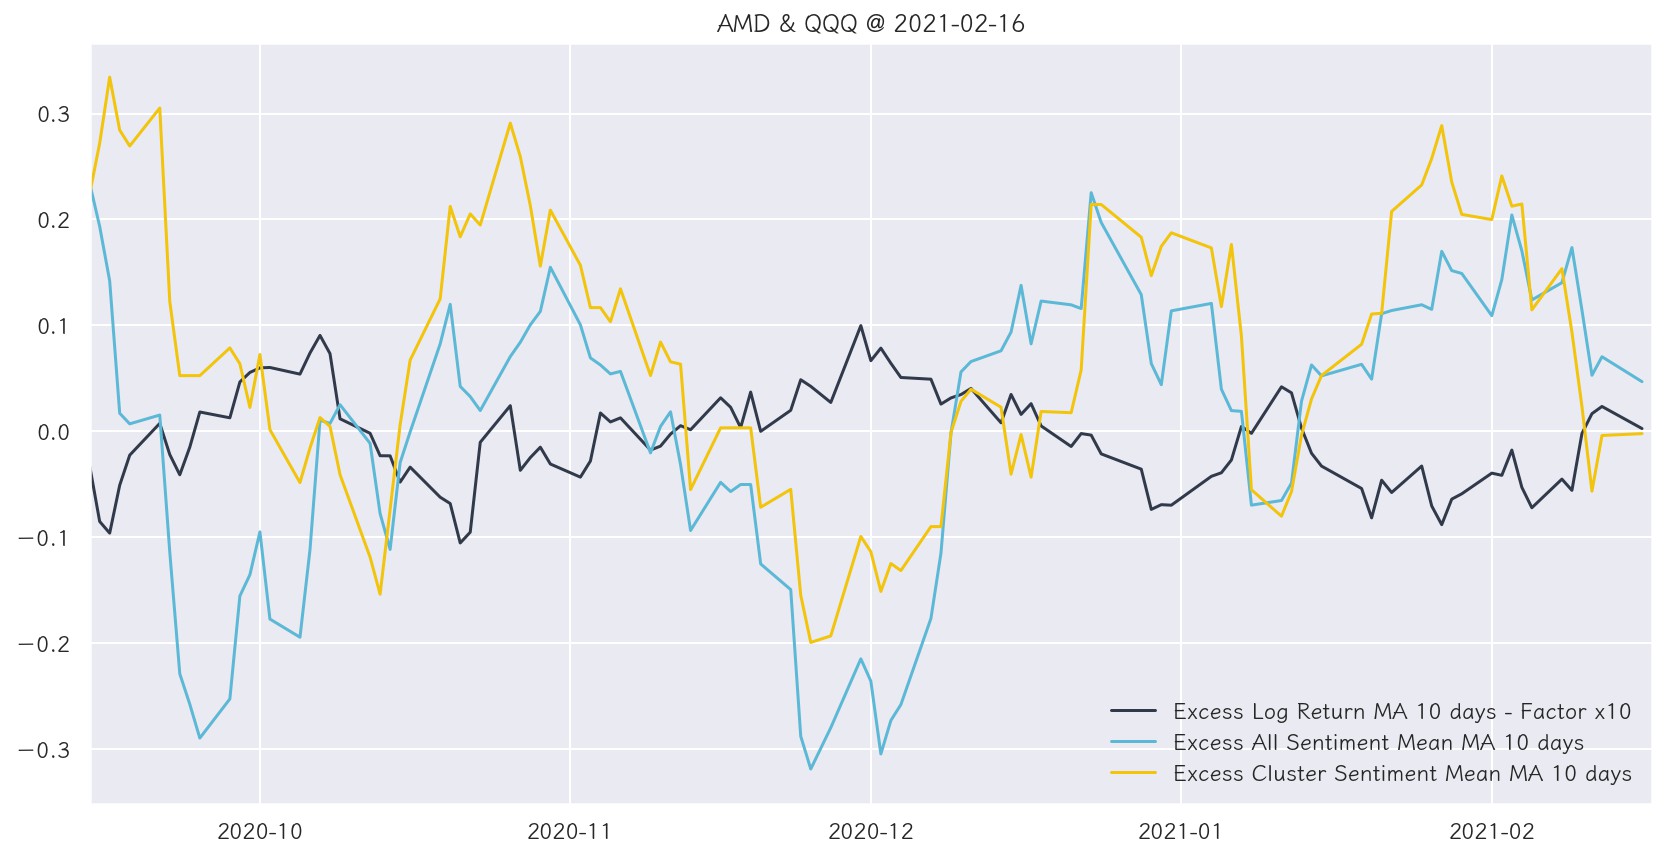 AMD & QQQ @ 2021-02-16
0.3
0.2
0.1
0.0
−0.1
−0.2
−0.3
Excess Log Return MA 10 days - Factor x10
Excess All Sentiment Mean MA 10 days
Excess Cluster Sentiment Mean MA 10 days
2020-10 2020-11 2020-12 2021-01 2021-02